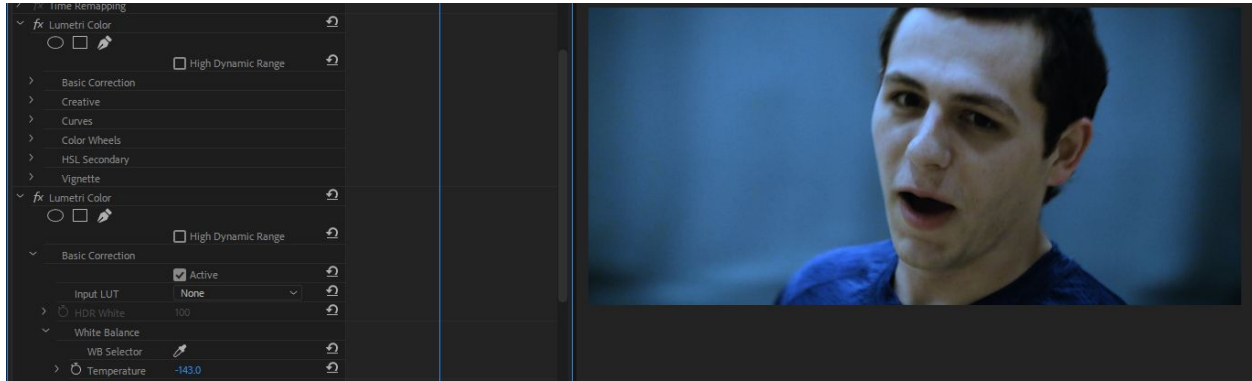 fx Time Remapping
fx Lumetri Color
High Dynamic Range
Basic Correction
Creative
Curves
Color Wheels
HSL Secondary
Vignette
fx Lumetri Color
High Dynamic Range
Basic Correction
Active
Input LUT None
HDR White 100
White Balance
WB Selector
Temperature -143.0